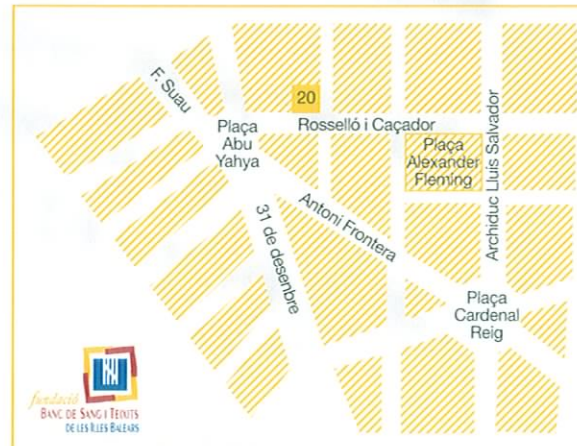 F. Suau
20
Plaça
Abu
Yahya
Rosselló i Caçador
Plaça
Alexander
Fleming
Archiduc Lluís Salvador
Antoni Frontera
31 de desenbre
Plaça
Cardenal
Reig
fundació
BANC DE SANG I TEIXITS
DE LES ILLES BALEARS